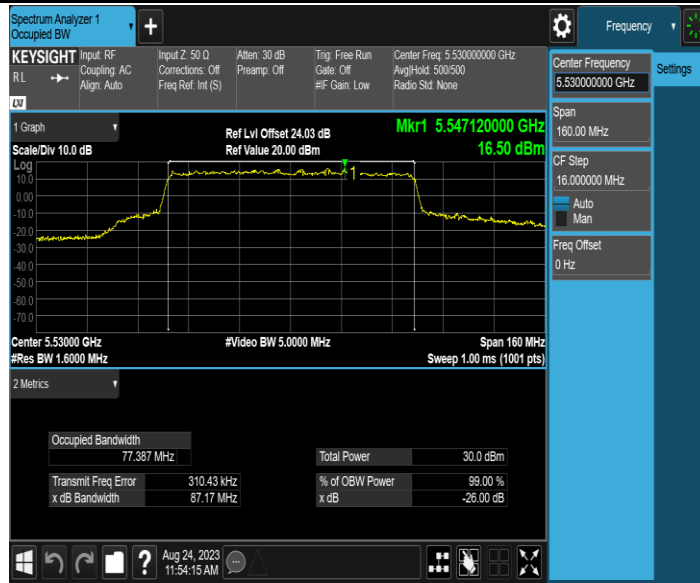 Spectrum Analyzer 1
Occupied BW
+
Frequency
KEYSIGHT
RL
LXI
Input: RF
Coupling: AC
Align: Auto
Input Z: 50 Ω
Corrections: Off
Freq Ref: Int (S)
Atten: 30 dB
Preamp: Off
Trig: Free Run
Gate: Off
#IF Gain: Low
Center Freq: 5.530000000 GHz
Avg|Hold: 500/500
Radio Std: None
Center Frequency
5.530000000 GHz
Settings
Span
160.00 MHz
CF Step
16.000000 MHz
Auto
Man
Freq Offset
0 Hz
1 Graph
Scale/Div 10.0 dB
Ref Lvl Offset 24.03 dB
Ref Value 20.00 dBm
Mkr1 5.547120000 GHz
16.50 dBm
Log
10.0
0.00
-10.0
-20.0
-30.0
-40.0
-50.0
-60.0
-70.0
1
Center 5.53000 GHz
#Res BW 1.6000 MHz
#Video BW 5.0000 MHz
Span 160 MHz
Sweep 1.00 ms (1001 pts)
2 Metrics
Occupied Bandwidth
77.387 MHz
Total Power 30.0 dBm
Transmit Freq Error 310.43 kHz
% of OBW Power 99.00 %
x dB Bandwidth 87.17 MHz
x dB -26.00 dB
?
Aug 24, 2023
11:54:15 AM